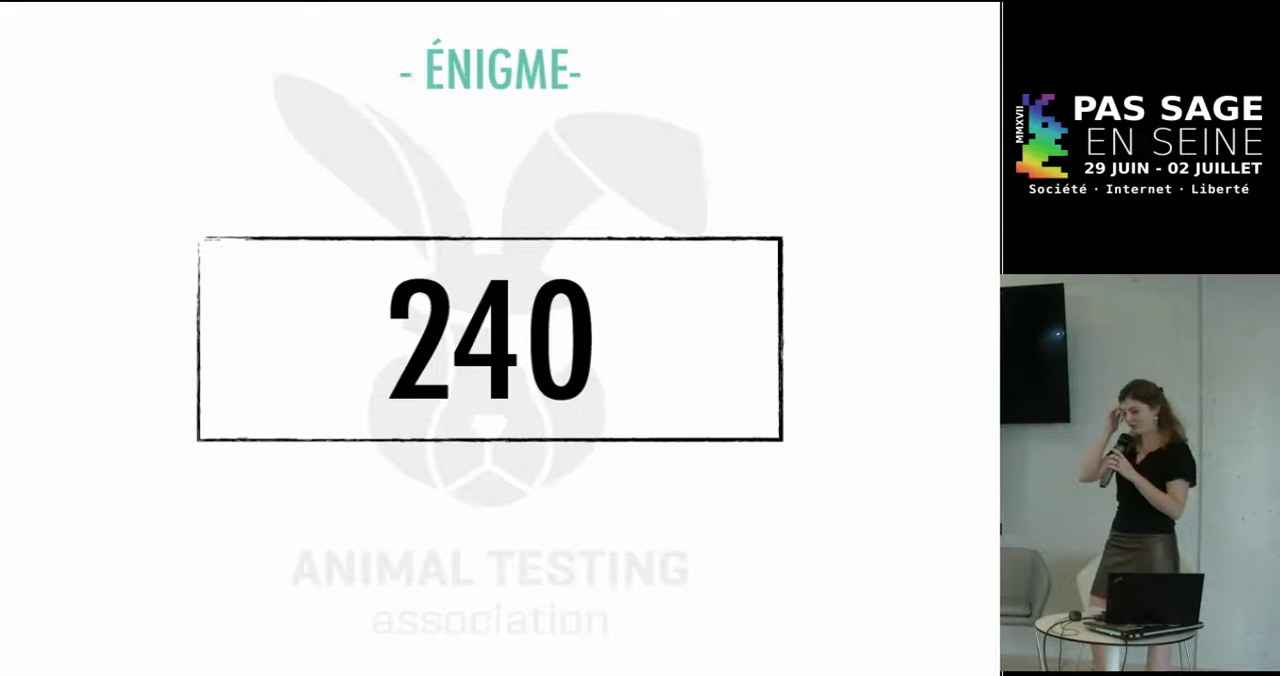 - ÉNIGME-
240
ANIMAL TESTING
association
MMXVII
PAS SAGE
EN SEINE
29 JUIN - 02 JUILLET
Société · Internet · Liberté